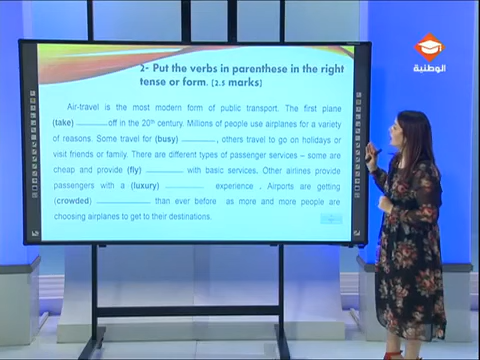 الوطنية
2- Put the verbs in parenthese in the right
tense or form. [2.5 marks]
Air-travel is the most modern form of public transport. The first plane
(take) __________ off in the 20th century. Millions of people use airplanes for a variety
of reasons. Some travel for (busy) __________ , others travel to go on holidays or
visit friends or family. There are different types of passenger services – some are
cheap and provide (fly) __________ with basic services. Other airlines provide
passengers with a (luxury) __________ experience . Airports are getting
(crowded) __________ than ever before as more and more people are
choosing airplanes to get to their destinations.